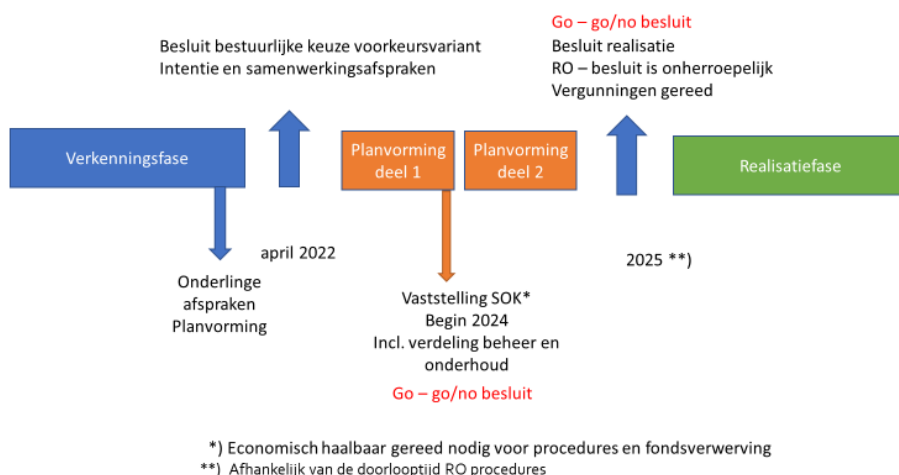 Go – go/no besluit
Besluit bestuurlijke keuze voorkeursvariant
Intentie en samenwerkingsafspraken
Besluit realisatie
RO – besluit is onherroepelijk
Vergunningen gereed
Verkenningsfase
Planvorming
deel 1
Planvorming
deel 2
Realisatiefase
april 2022
2025 **)
Onderlinge
afspraken
Planvorming
Vaststelling SOK*
Begin 2024
Incl. verdeling beheer en
onderhoud
Go – go/no besluit
*) Economisch haalbaar gereed nodig voor procedures en fondsverwerving
**) Afhankelijk van de doorlooptijd RO procedures